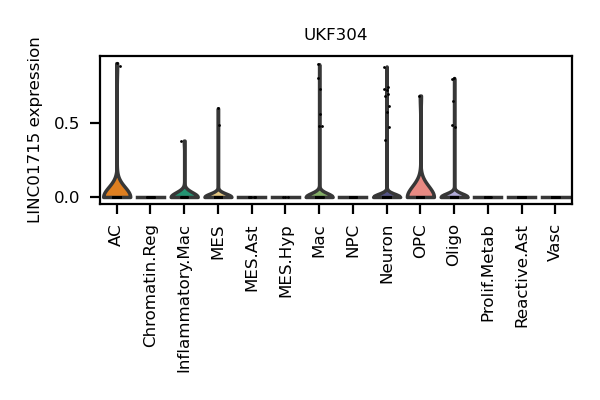 UKF304
LINC01715 expression
0.5
0.0
AC
Chromatin.Reg
Inflammatory.Mac
MES
MES.Ast
MES.Hyp
Mac
NPC
Neuron
OPC
Oligo
Prolif.Metab
Reactive.Ast
Vasc